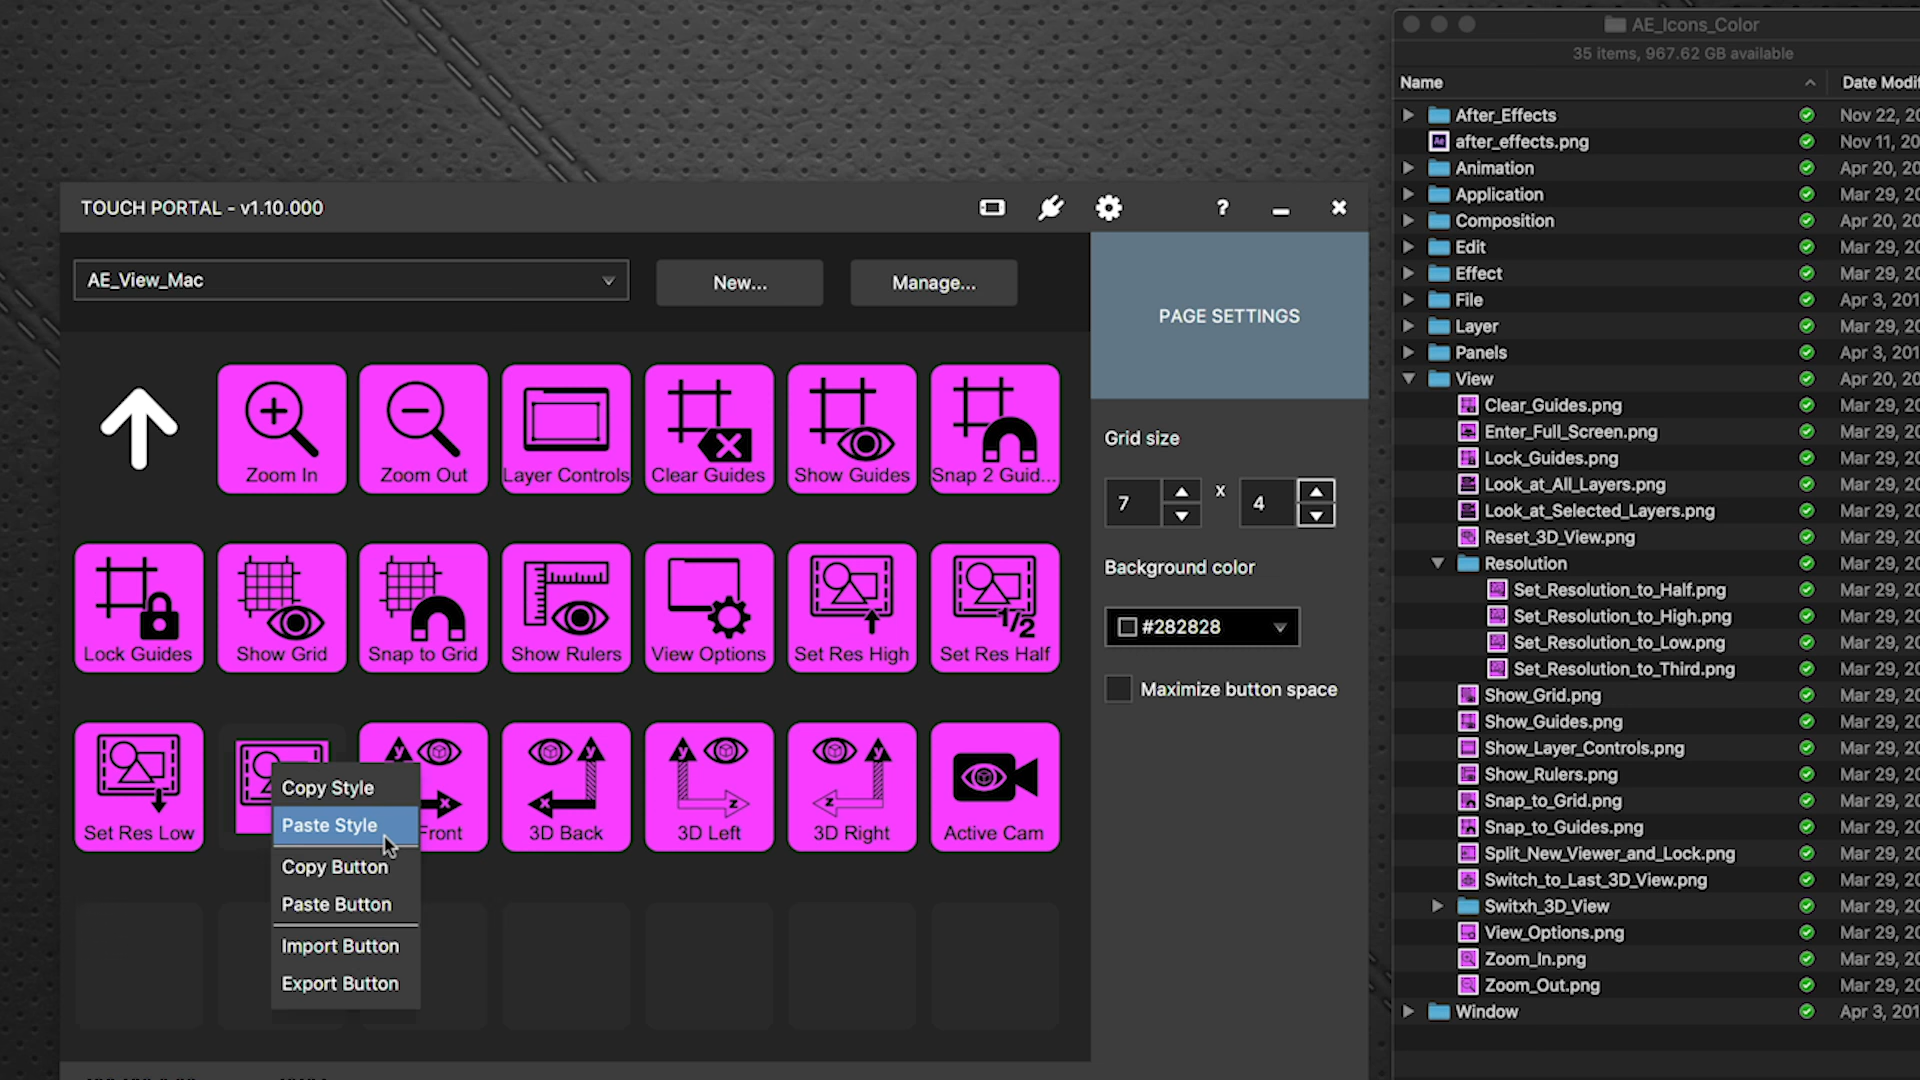 TOUCH PORTAL - v1.10.000
?
AE_View_Mac
New...
Manage...
PAGE SETTINGS
Zoom In
Zoom Out
Layer Controls
Clear Guides
Show Guides
Snap 2 Guid...
Lock Guides
Show Grid
Snap to Grid
Show Rulers
View Options
Set Res High
1/2
Set Res Half
Set Res Low
y
x
Front
y
x
3D Back
y
z
3D Left
y
z
3D Right
Active Cam
Copy Style
Paste Style
Copy Button
Paste Button
Import Button
Export Button
Grid size
7 x 4
Background color
#282828
Maximize button space
AE_Icons_Color
35 items, 967.62 GB available
Name Date Modif
After_Effects Nov 22, 20
Ae after_effects.png Nov 11, 20
Animation Apr 20, 20
Application Mar 29, 20
Composition Apr 20, 20
Edit Mar 29, 20
Effect Mar 29, 20
File Apr 3, 201
Layer Mar 29, 20
Panels Apr 3, 201
View Apr 20, 20
Clear_Guides.png Mar 29, 20
Enter_Full_Screen.png Mar 29, 20
Lock_Guides.png Mar 29, 20
Look_at_All_Layers.png Mar 29, 20
Look_at_Selected_Layers.png Mar 29, 20
Reset_3D_View.png Mar 29, 20
Resolution Mar 29, 20
Set_Resolution_to_Half.png Mar 29, 20
Set_Resolution_to_High.png Mar 29, 20
Set_Resolution_to_Low.png Mar 29, 20
Set_Resolution_to_Third.png Mar 29, 20
Show_Grid.png Mar 29, 20
Show_Guides.png Mar 29, 20
Show_Layer_Controls.png Mar 29, 20
Show_Rulers.png Mar 29, 20
Snap_to_Grid.png Mar 29, 20
Snap_to_Guides.png Mar 29, 20
Split_New_Viewer_and_Lock.png Mar 29, 20
Switch_to_Last_3D_View.png Mar 29, 20
Switxh_3D_View Mar 29, 20
View_Options.png Mar 29, 20
Zoom_In.png Mar 29, 20
Zoom_Out.png Mar 29, 20
Window Apr 3, 201